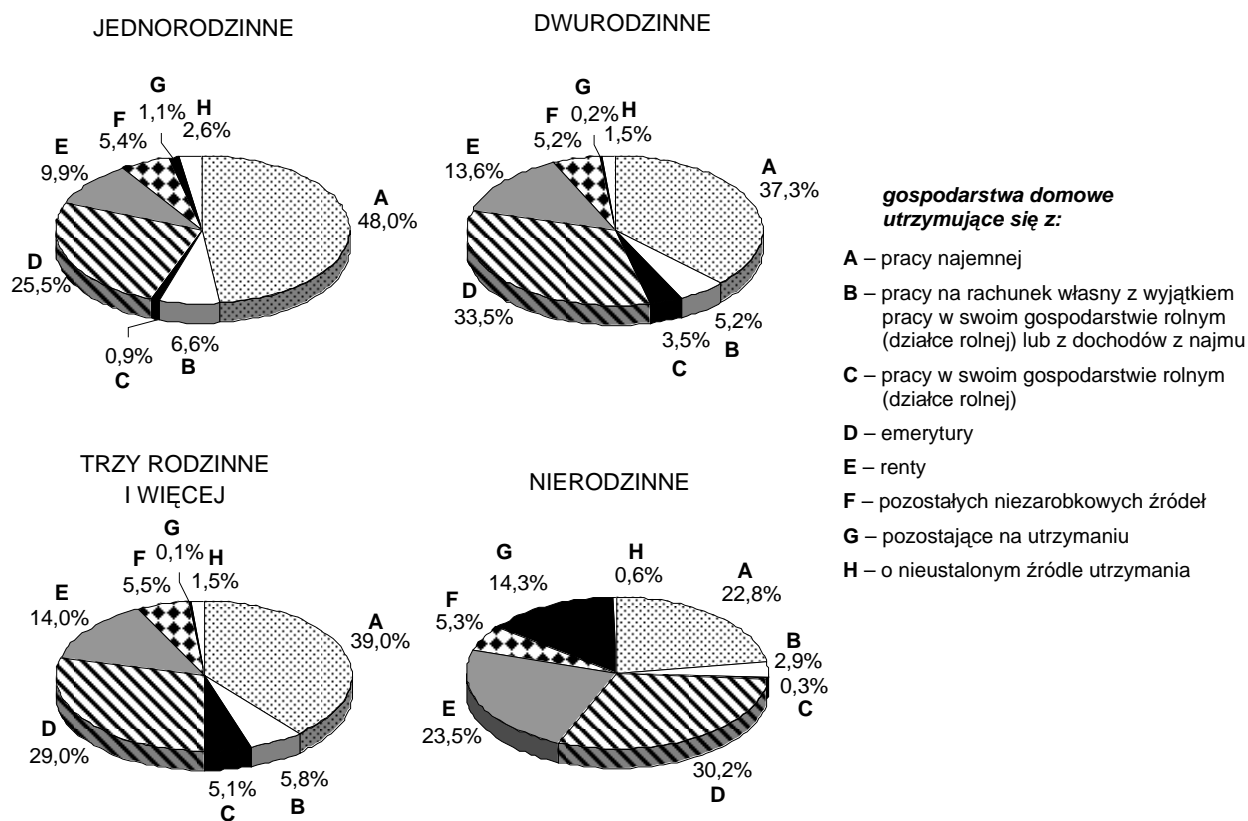 JEDNORODZINNE
G
1,1%
H
2,6%
F
5,4%
E
9,9%
A
48,0%
D
25,5%
0,9%
C
6,6%
B
DWURODZINNE
G
0,2%
H
1,5%
F
5,2%
E
13,6%
A
37,3%
D
33,5%
3,5%
C
5,2%
B
TRZY RODZINNE
I WIĘCEJ
G
0,1%
H
1,5%
F
5,5%
E
14,0%
A
39,0%
D
29,0%
5,1%
C
5,8%
B
NIERODZINNE
G
14,3%
H
0,6%
A
22,8%
F
5,3%
B
2,9%
0,3%
C
E
23,5%
30,2%
D
gospodarstwa domowe
utrzymujące się z:
A – pracy najemnej
B – pracy na rachunek własny z wyjątkiem
pracy w swoim gospodarstwie rolnym
(działce rolnej) lub z dochodów z najmu
C – pracy w swoim gospodarstwie rolnym
(działce rolnej)
D – emerytury
E – renty
F – pozostałych niezarobkowych źródeł
G – pozostające na utrzymaniu
H – o nieustalonym źródle utrzymania